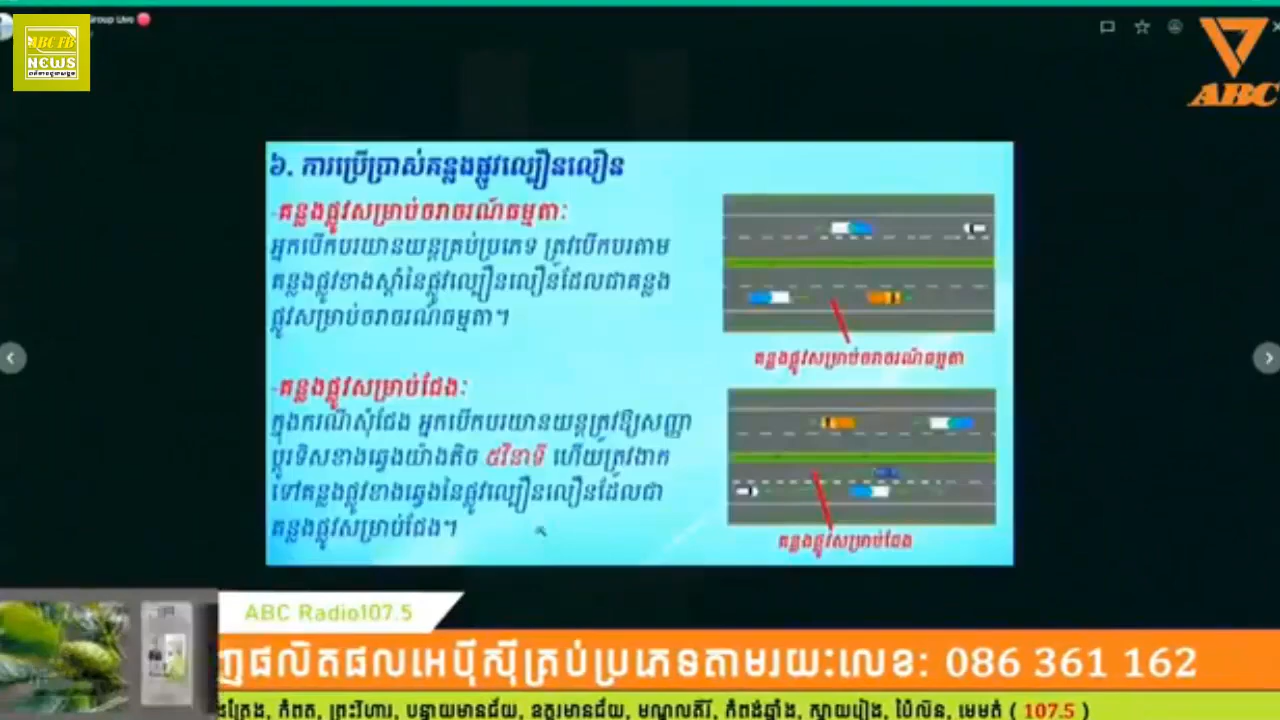 Group Live
ABC FB
NEWS
ABC
៦. ការប្រើប្រាស់គន្លងផ្លូវល្បឿនលឿន
-គន្លងផ្លូវសម្រាប់ចរាចរណ៍ធម្មតាៈ
អ្នកបើកបរយានយន្តគ្រប់ប្រភេទ ត្រូវបើកបរតាម
គន្លងផ្លូវខាងស្តាំនៃផ្លូវល្បឿនលឿនដែលជាគន្លង
ផ្លូវសម្រាប់ចរាចរណ៍ធម្មតា។
គន្លងផ្លូវសម្រាប់ចរាចរណ៍ធម្មតា
-គន្លងផ្លូវសម្រាប់ជែងៈ
ក្នុងករណីសុំជែង អ្នកបើកបរយានយន្តត្រូវឱ្យសញ្ញា
ប្តូរទិសខាងឆ្វេងយ៉ាងតិច ៥វិនាទី ហើយត្រូវងាក
ទៅគន្លងផ្លូវខាងឆ្វេងនៃផ្លូវល្បឿនលឿនដែលជា
គន្លងផ្លូវសម្រាប់ជែង។
គន្លងផ្លូវសម្រាប់ជែង
ABC Radio107.5
ញផលិតផលអេប៊ីស៊ីគ្រប់ប្រភេទតាមរយៈលេខៈ 086 361 162
ងត្រែង, កំពត, ព្រះវិហារ, បន្ទាយមានជ័យ, ឧត្តរមានជ័យ, មណ្ឌលគីរី, កំពង់ឆ្នាំង, ស្វាយរៀង, ប៉ៃលិន, មេមត់ ( 107.5 )